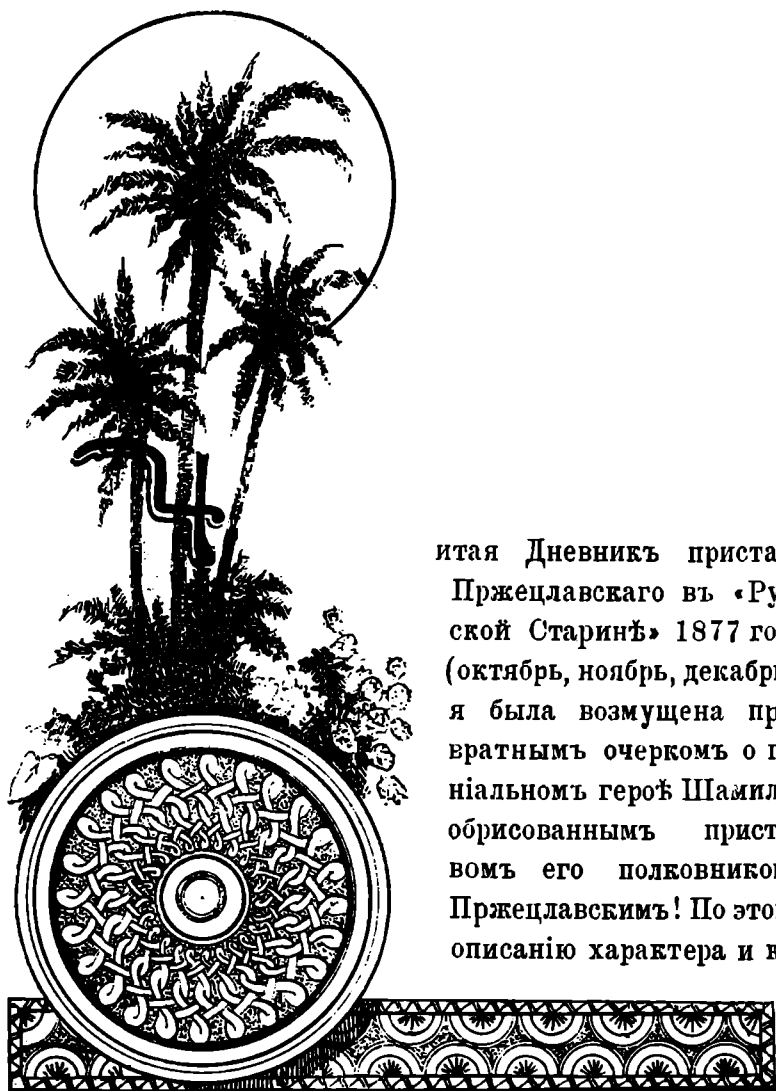 Читая Дневникъ приста
Пржецлавскаго въ «Ру
ской Старинѣ» 1877 го
(октябрь, ноябрь, декабр
я была возмущена пр
вратнымъ очеркомъ о г
ніальномъ героѣ Шамил
обрисованнымъ прист
вомъ его полковнико
Пржецлавскимъ! По это
описанію характера и к